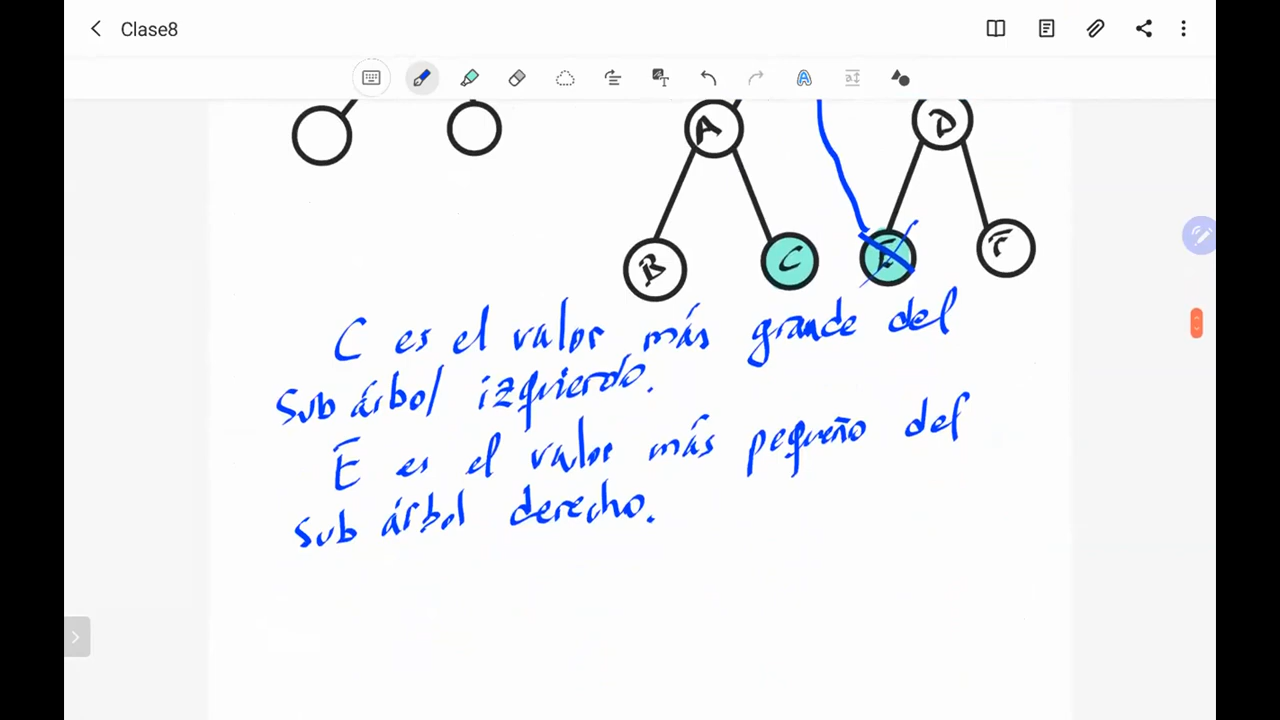 Clase8
A
D
B
C
E
F
C es el valor más grande del
Sub árbol izquierdo.
E es el valor más pequeño del
Sub árbol derecho.